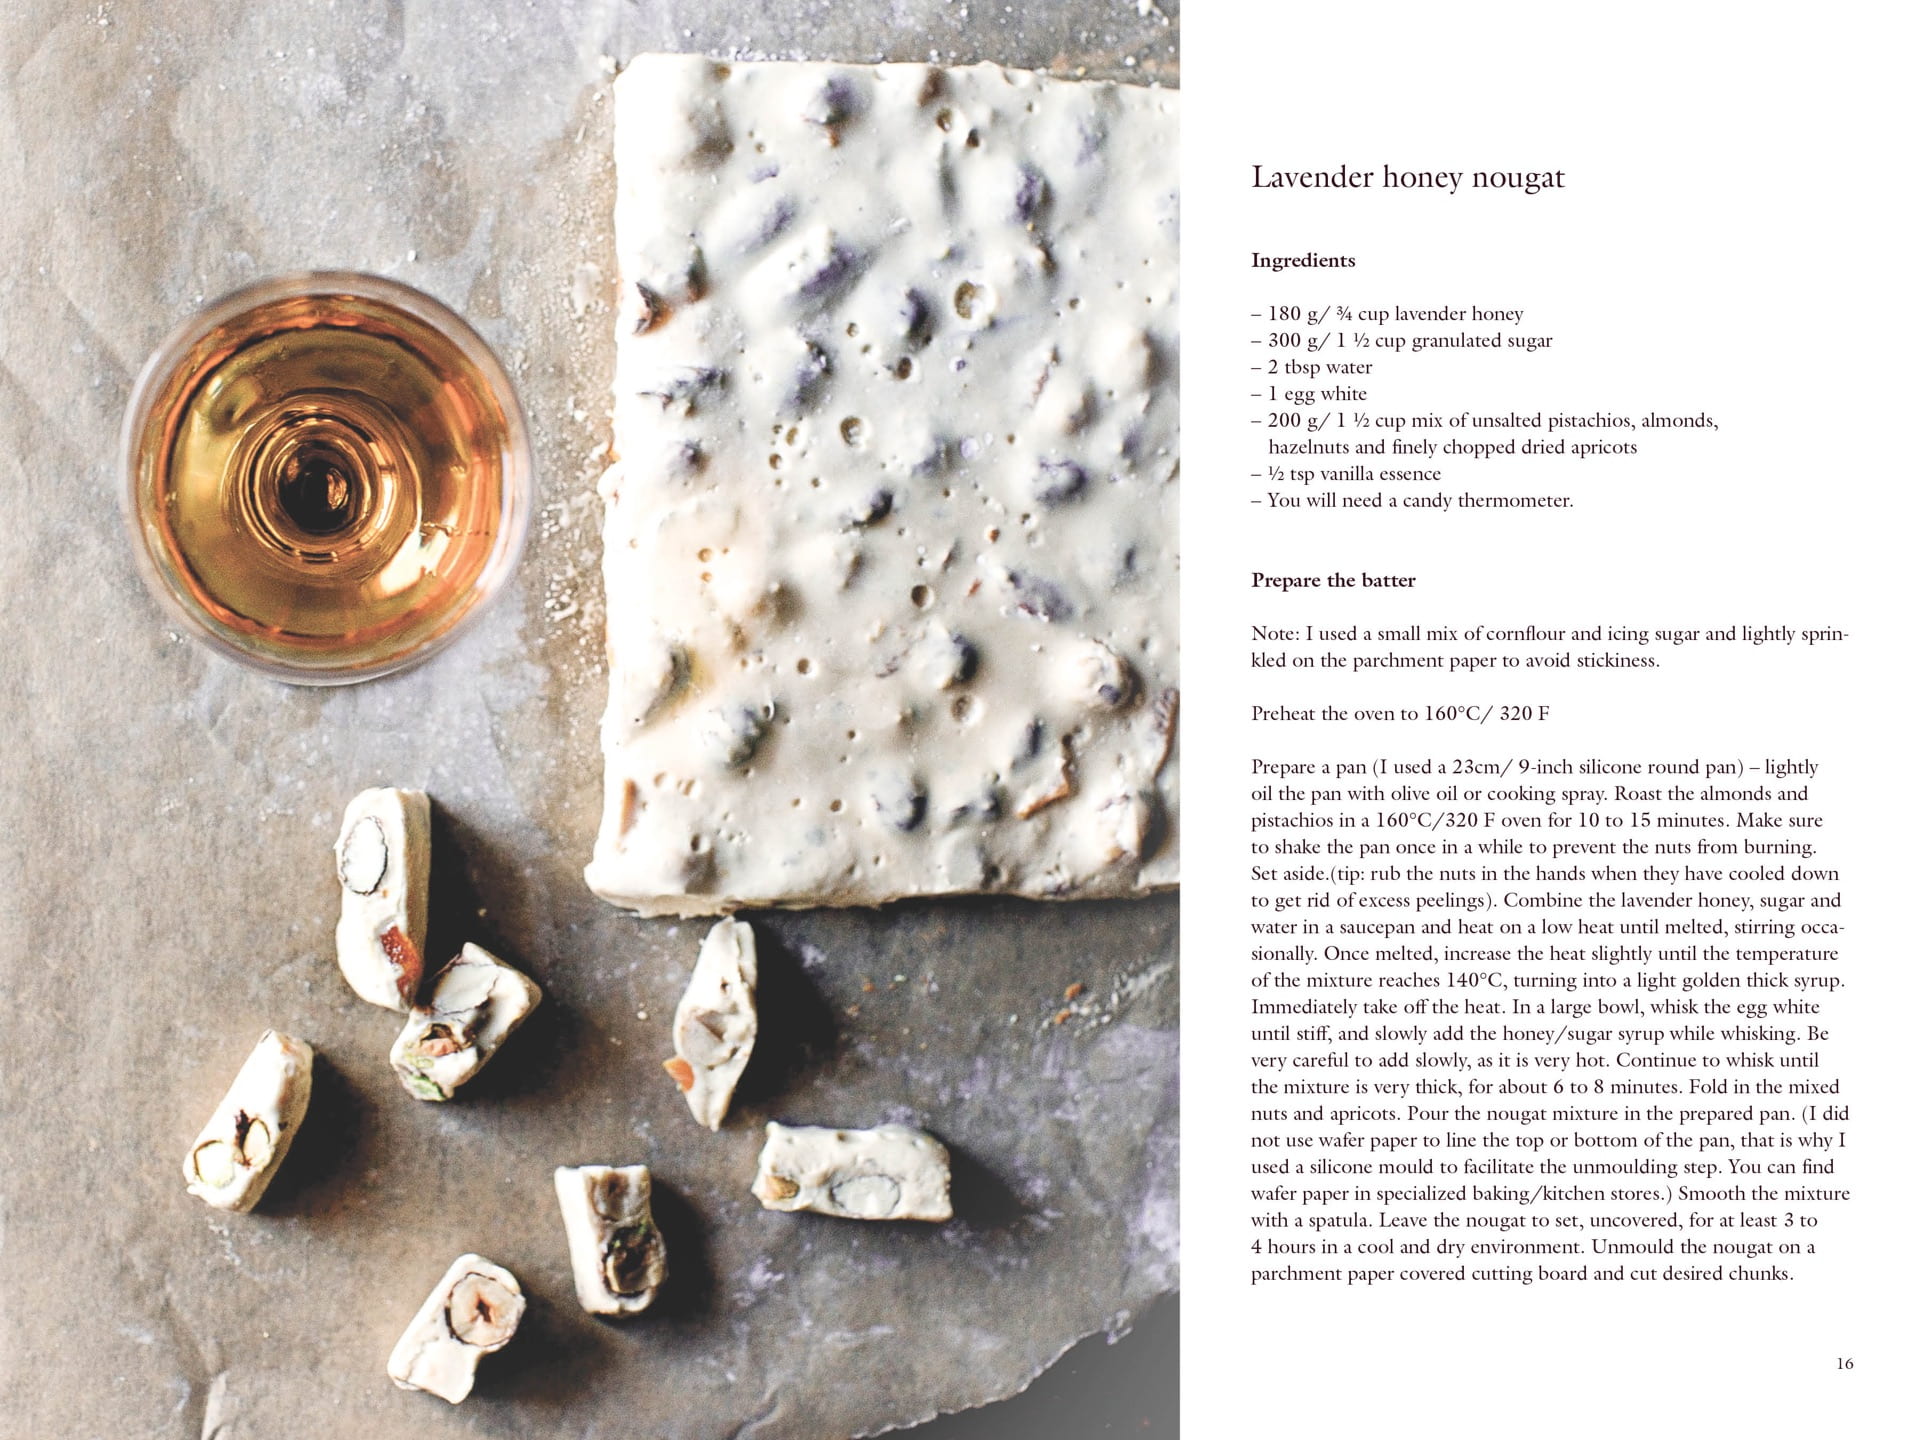 Lavender honey nougat
Ingredients
– 180 g/ ¾ cup lavender honey
– 300 g/ 1 ½ cup granulated sugar
– 2 tbsp water
– 1 egg white
– 200 g/ 1 ½ cup mix of unsalted pistachios, almonds,
hazelnuts and finely chopped dried apricots
– ½ tsp vanilla essence
– You will need a candy thermometer.
Prepare the batter
Note: I used a small mix of cornflour and icing sugar and lightly sprin-
kled on the parchment paper to avoid stickiness.
Preheat the oven to 160°C/ 320 F
Prepare a pan (I used a 23cm/ 9-inch silicone round pan) – lightly
oil the pan with olive oil or cooking spray. Roast the almonds and
pistachios in a 160°C/320 F oven for 10 to 15 minutes. Make sure
to shake the pan once in a while to prevent the nuts from burning.
Set aside.(tip: rub the nuts in the hands when they have cooled down
to get rid of excess peelings). Combine the lavender honey, sugar and
water in a saucepan and heat on a low heat until melted, stirring occa-
sionally. Once melted, increase the heat slightly until the temperature
of the mixture reaches 140°C, turning into a light golden thick syrup.
Immediately take off the heat. In a large bowl, whisk the egg white
until stiff, and slowly add the honey/sugar syrup while whisking. Be
very careful to add slowly, as it is very hot. Continue to whisk until
the mixture is very thick, for about 6 to 8 minutes. Fold in the mixed
nuts and apricots. Pour the nougat mixture in the prepared pan. (I did
not use wafer paper to line the top or bottom of the pan, that is why I
used a silicone mould to facilitate the unmoulding step. You can find
wafer paper in specialized baking/kitchen stores.) Smooth the mixture
with a spatula. Leave the nougat to set, uncovered, for at least 3 to
4 hours in a cool and dry environment. Unmould the nougat on a
parchment paper covered cutting board and cut desired chunks.
16